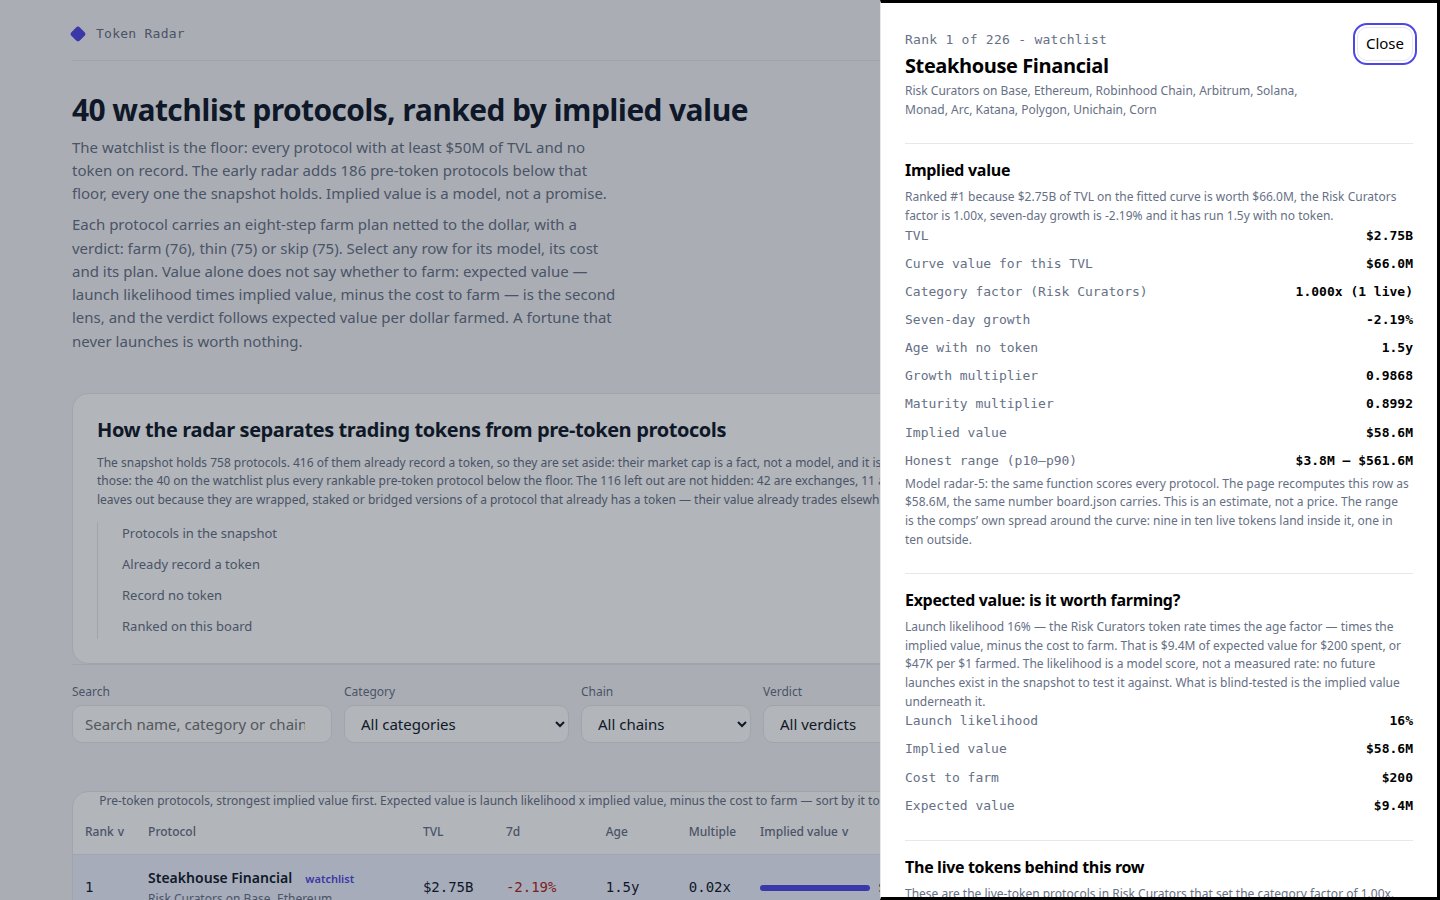 Token Radar
40 watchlist protocols, ranked by implied value
The watchlist is the floor: every protocol with at least $50M of TVL and no
token on record. The early radar adds 186 pre-token protocols below that
floor, every one the snapshot holds. Implied value is a model, not a promise.
Each protocol carries an eight-step farm plan netted to the dollar, with a
verdict: farm (76), thin (75) or skip (75). Select any row for its model, its cost
and its plan. Value alone does not say whether to farm: expected value —
launch likelihood times implied value, minus the cost to farm — is the second
lens, and the verdict follows expected value per dollar farmed. A fortune that
never launches is worth nothing.
How the radar separates trading tokens from pre-token protocols
The snapshot holds 758 protocols. 416 of them already record a token, so they are set aside: their market cap is a fact, not a model, and it is
those: the 40 on the watchlist plus every rankable pre-token protocol below the floor. The 116 left out are not hidden: 42 are exchanges, 11
leaves out because they are wrapped, staked or bridged versions of a protocol that already has a token — their value already trades elsewh
Protocols in the snapshot
Already record a token
Record no token
Ranked on this board
Search
Category
Chain
Verdict
Search name, category or chain
All categories
All chains
All verdicts
Pre-token protocols, strongest implied value first. Expected value is launch likelihood x implied value, minus the cost to farm — sort by it to
Rank v
Protocol
TVL
7d
Age
Multiple
Implied value v
1
Steakhouse Financial watchlist
$2.75B
-2.19%
1.5y
0.02x
Risk Curators on Base, Ethereum,
Rank 1 of 226 - watchlist
Close
Steakhouse Financial
Risk Curators on Base, Ethereum, Robinhood Chain, Arbitrum, Solana,
Monad, Arc, Katana, Polygon, Unichain, Corn
Implied value
Ranked #1 because $2.75B of TVL on the fitted curve is worth $66.0M, the Risk Curators
factor is 1.00x, seven-day growth is -2.19% and it has run 1.5y with no token.
TVL $2.75B
Curve value for this TVL $66.0M
Category factor (Risk Curators) 1.000x (1 live)
Seven-day growth -2.19%
Age with no token 1.5y
Growth multiplier 0.9868
Maturity multiplier 0.8992
Implied value $58.6M
Honest range (p10–p90) $3.8M – $561.6M
Model radar-5: the same function scores every protocol. The page recomputes this row as
$58.6M, the same number board.json carries. This is an estimate, not a price. The range
is the comps’ own spread around the curve: nine in ten live tokens land inside it, one in
ten outside.
Expected value: is it worth farming?
Launch likelihood 16% — the Risk Curators token rate times the age factor — times the
implied value, minus the cost to farm. That is $9.4M of expected value for $200 spent, or
$47K per $1 farmed. The likelihood is a model score, not a measured rate: no future
launches exist in the snapshot to test it against. What is blind-tested is the implied value
underneath it.
Launch likelihood 16%
Implied value $58.6M
Cost to farm $200
Expected value $9.4M
The live tokens behind this row
These are the live-token protocols in Risk Curators that set the category factor of 1.00x.